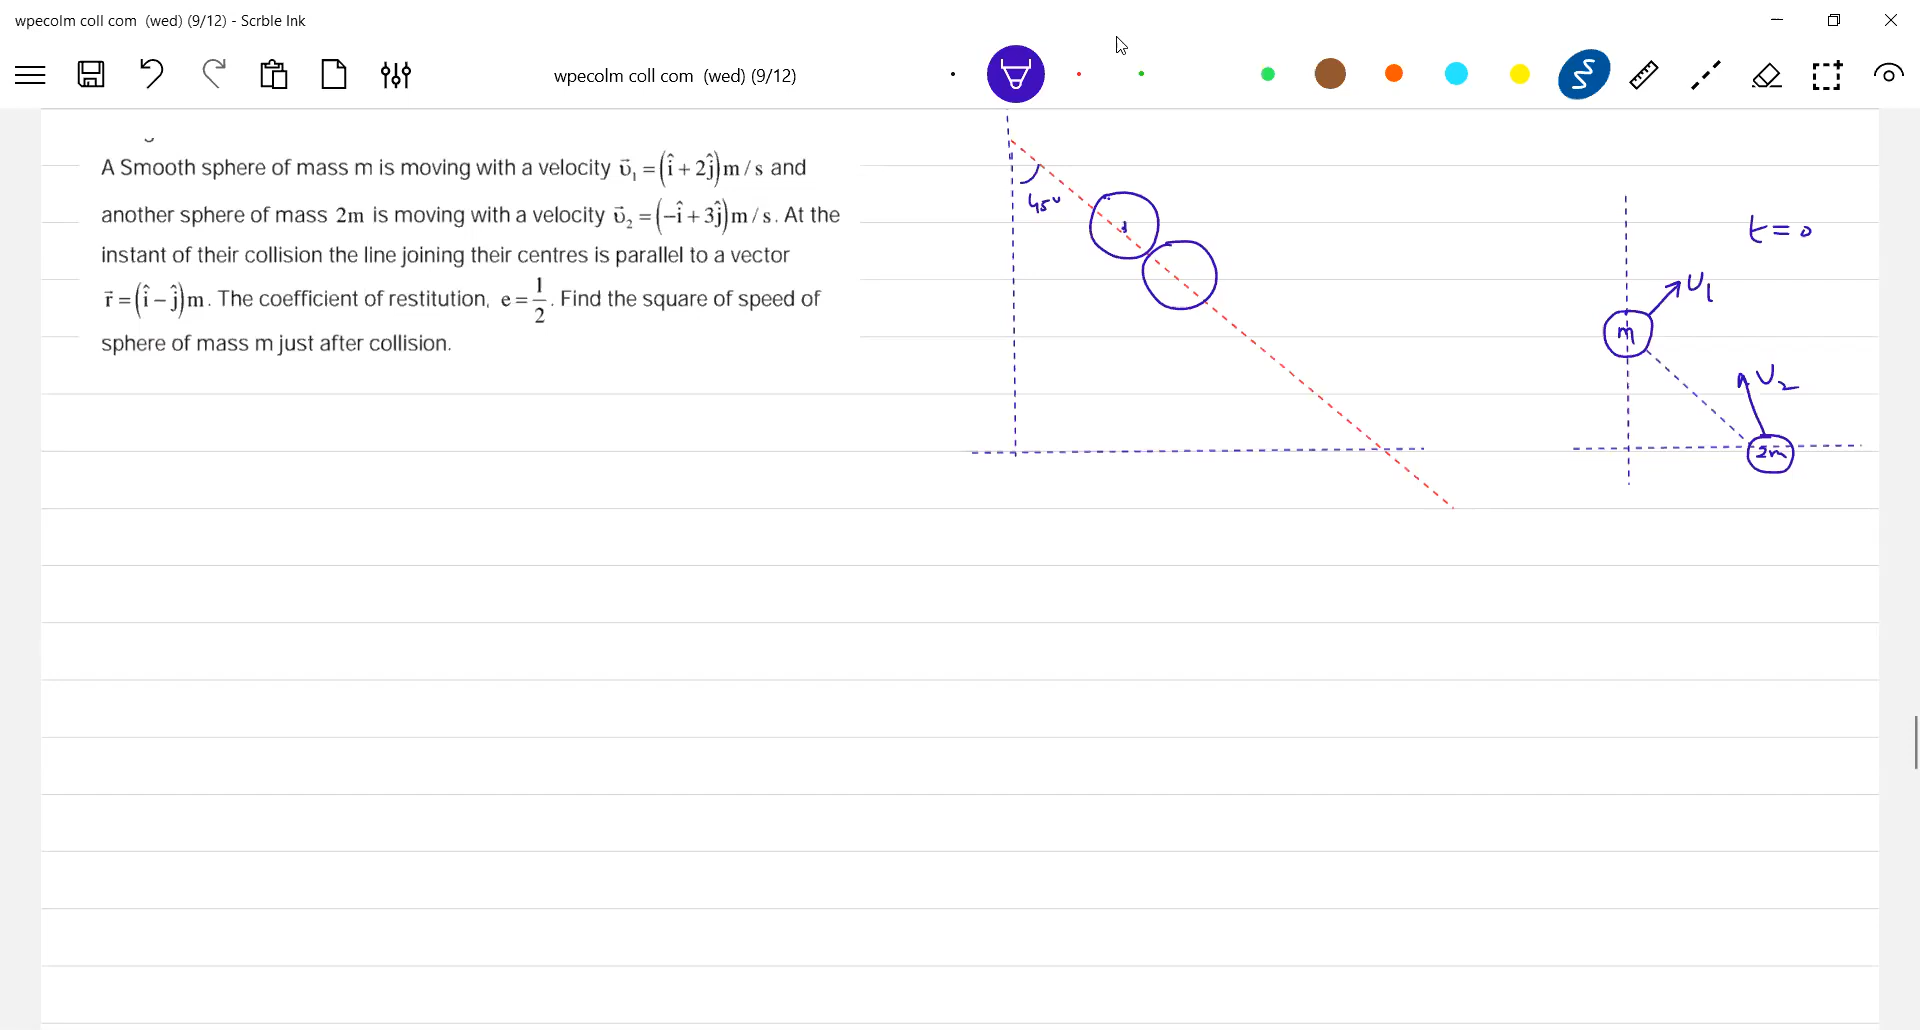 wpecolm coll com (wed) (9/12) - Scrble Ink
wpecolm coll com (wed) (9/12)
A Smooth sphere of mass m is moving with a velocity υ⃗₁ = (î + 2ĵ) m / s and
another sphere of mass 2m is moving with a velocity υ⃗₂ = (−î + 3ĵ) m / s . At the
instant of their collision the line joining their centres is parallel to a vector
r⃗ = (î − ĵ) m . The coefficient of restitution, e = 1/2 . Find the square of speed of
sphere of mass m just after collision.
45°
t = 0
U₁
m
U₂
2m